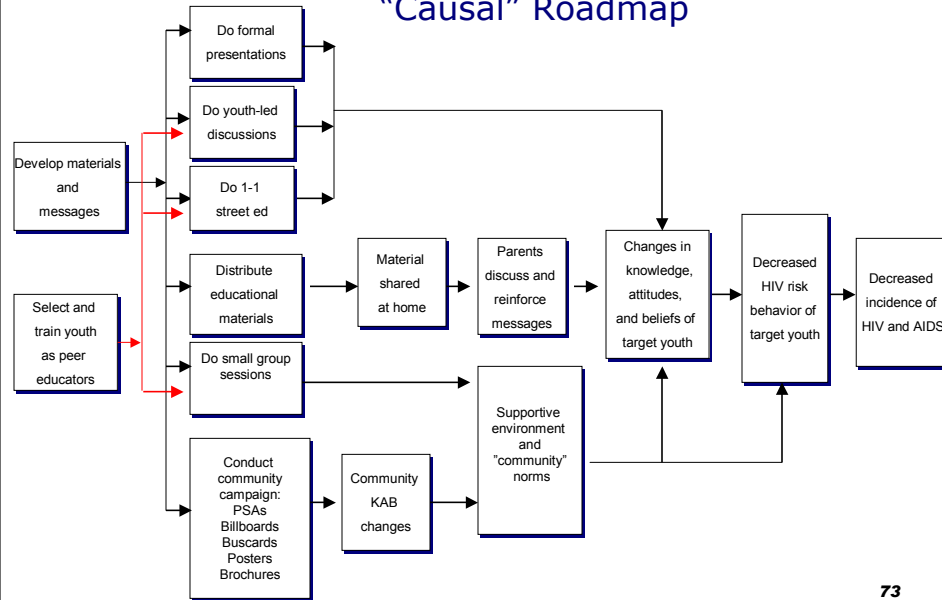 “Causal” Roadmap
Do formal
presentations
Do youth-led
discussions
Develop materials
and
messages
Do 1-1
street ed
Distribute
educational
materials
Material
shared
at home
Parents
discuss and
reinforce
messages
Changes in
knowledge,
attitudes,
and beliefs of
target youth
Decreased
HIV risk
behavior of
target youth
Decreased
incidence of
HIV and AIDS
Select and
train youth
as peer
educators
Do small group
sessions
Supportive
environment
and
”community”
norms
Conduct
community
campaign:
PSAs
Billboards
Buscards
Posters
Brochures
Community
KAB
changes
73